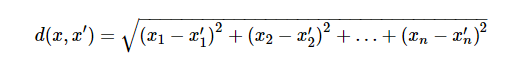 d(x, x′) = √(x₁ − x′₁)² + (x₂ − x′₂)² + … + (xₙ − x′ₙ)²